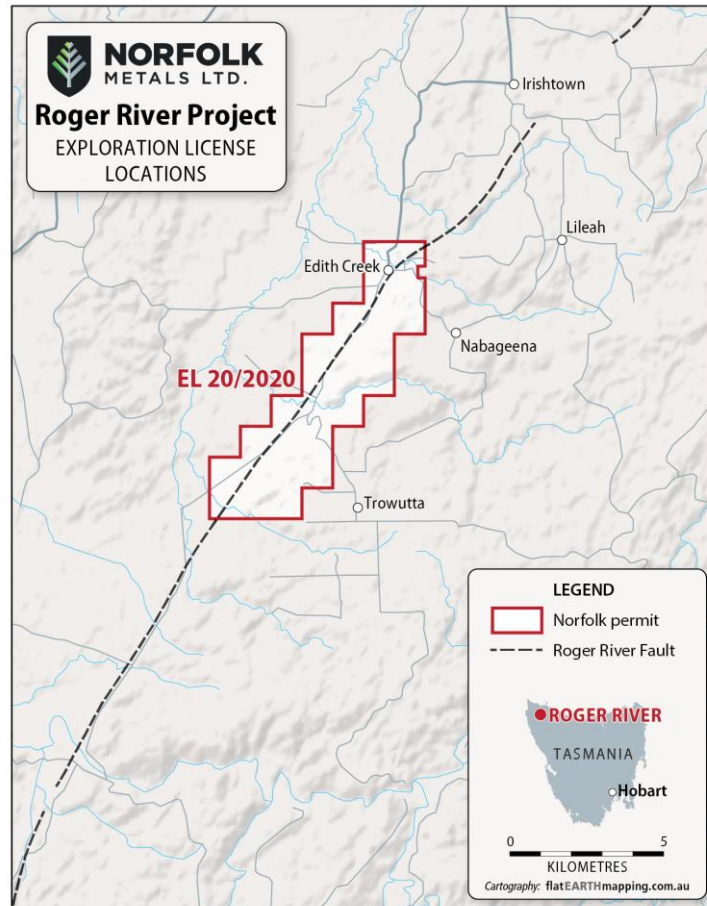 NORFOLK
METALS LTD.
Roger River Project
EXPLORATION LICENSE
LOCATIONS
Irishtown
Lileah
Edith Creek
Nabageena
EL 20/2020
Trowutta
LEGEND
Norfolk permit
Roger River Fault
ROGER RIVER
TASMANIA
Hobart
0 5
KILOMETRES
Cartography: flatEARTHmapping.com.au